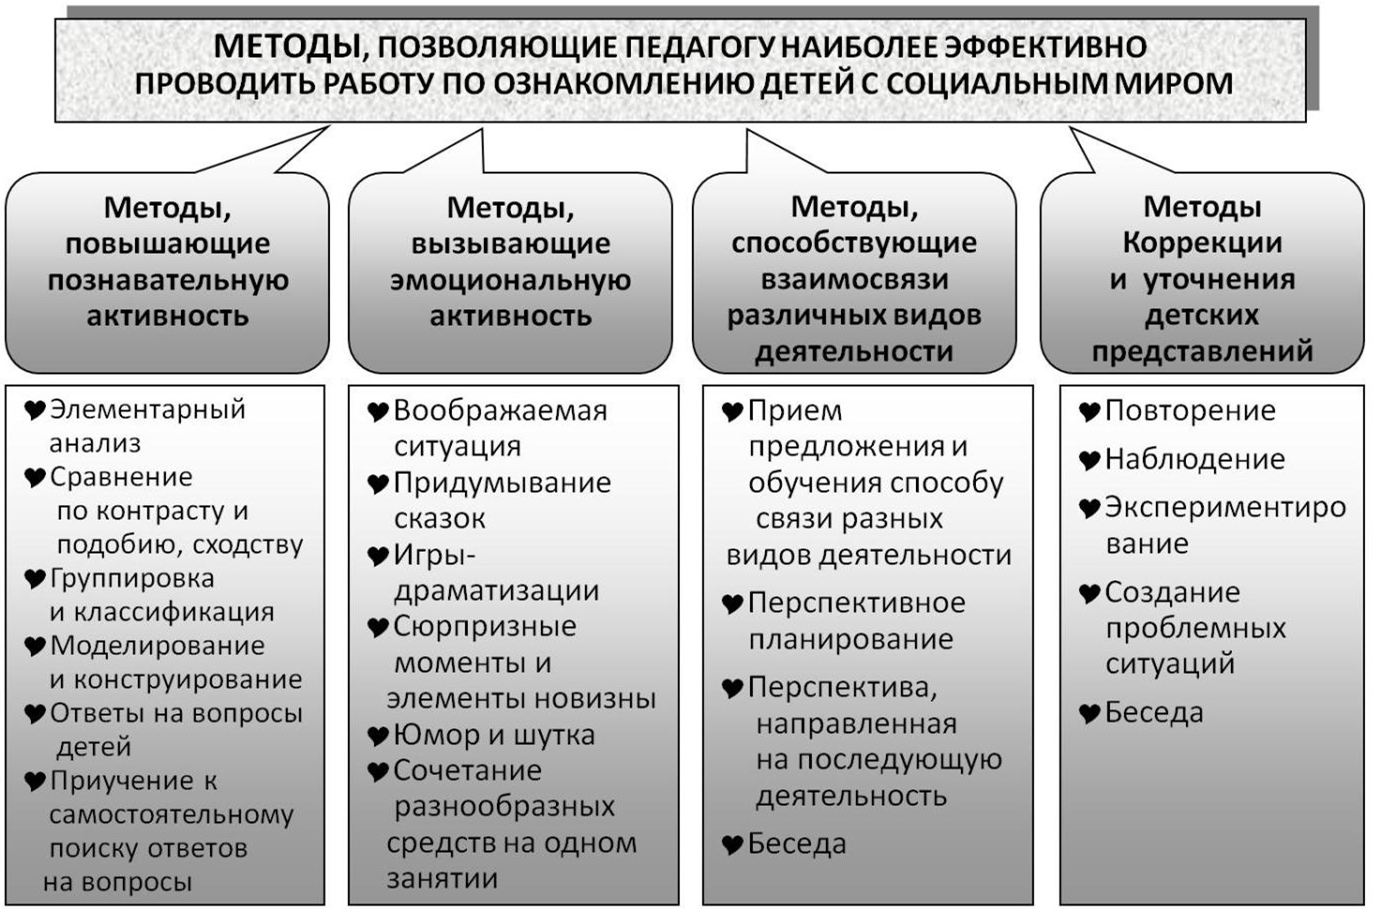 МЕТОДЫ, ПОЗВОЛЯЮЩИЕ ПЕДАГОГУ НАИБОЛЕЕ ЭФФЕКТИВНО
ПРОВОДИТЬ РАБОТУ ПО ОЗНАКОМЛЕНИЮ ДЕТЕЙ С СОЦИАЛЬНЫМ МИРОМ
Методы,
повышающие
познавательную
активность
Элементарный
анализ
Сравнение
по контрасту и
подобию, сходству
Группировка
и классификация
Моделирование
и конструирование
Ответы на вопросы
детей
Приучение к
самостоятельному
поиску ответов
на вопросы
Методы,
вызывающие
эмоциональную
активность
Воображаемая
ситуация
Придумывание
сказок
Игры-
драматизации
Сюрпризные
моменты и
элементы новизны
Юмор и шутка
Сочетание
разнообразных
средств на одном
занятии
Методы,
способствующие
взаимосвязи
различных видов
деятельности
Прием
предложения и
обучения способу
связи разных
видов деятельности
Перспективное
планирование
Перспектива,
направленная
на последующую
деятельность
Беседа
Методы
Коррекции
и уточнения
детских
представлений
Повторение
Наблюдение
Экспериментиро
вание
Создание
проблемных
ситуаций
Беседа